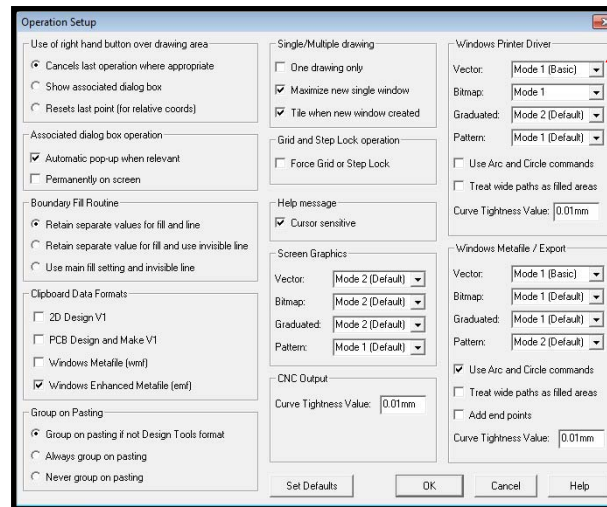 Operation Setup
Use of right hand button over drawing area
Cancels last operation where appropriate
Show associated dialog box
Resets last point (for relative coords)
Associated dialog box operation
Automatic pop-up when relevant
Permanently on screen
Boundary Fill Routine
Retain separate values for fill and line
Retain separate value for fill and use invisible line
Use main fill setting and invisible line
Clipboard Data Formats
2D Design V1
PCB Design and Make V1
Windows Metafile (wmf)
Windows Enhanced Metafile (emf)
Group on Pasting
Group on pasting if not Design Tools format
Always group on pasting
Never group on pasting
Single/Multiple drawing
One drawing only
Maximize new single window
Tile when new window created
Grid and Step Lock operation
Force Grid or Step Lock
Help message
Cursor sensitive
Screen Graphics
Vector: Mode 2 (Default)
Bitmap: Mode 2 (Default)
Graduated: Mode 2 (Default)
Pattern: Mode 1 (Default)
CNC Output
Curve Tightness Value: 0.01mm
Windows Printer Driver
Vector: Mode 1 (Basic)
Bitmap: Mode 1
Graduated: Mode 2 (Default)
Pattern: Mode 1 (Default)
Use Arc and Circle commands
Treat wide paths as filled areas
Curve Tightness Value: 0.01mm
Windows Metafile / Export
Vector: Mode 1 (Basic)
Bitmap: Mode 1 (Default)
Graduated: Mode 1 (Default)
Pattern: Mode 2 (Default)
Use Arc and Circle commands
Treat wide paths as filled areas
Add end points
Curve Tightness Value: 0.01mm
Set Defaults OK Cancel Help